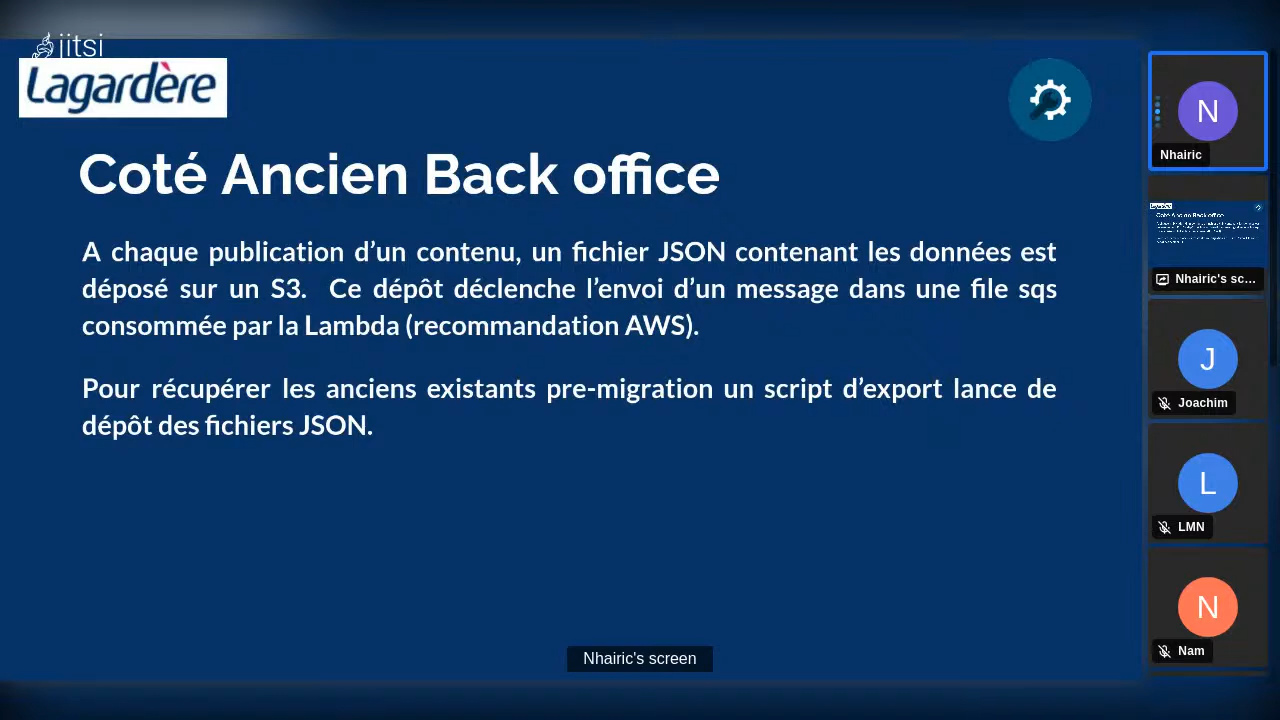 jitsi
Lagardère
Coté Ancien Back office
A chaque publication d’un contenu, un fichier JSON contenant les données est
déposé sur un S3.  Ce dépôt déclenche l’envoi d’un message dans une file sqs
consommée par la Lambda (recommandation AWS).
Pour récupérer les anciens existants pre-migration un script d’export lance de
dépôt des fichiers JSON.
Nhairic's screen
N
Nhairic
Nhairic's sc...
J
Joachim
L
LMN
N
Nam